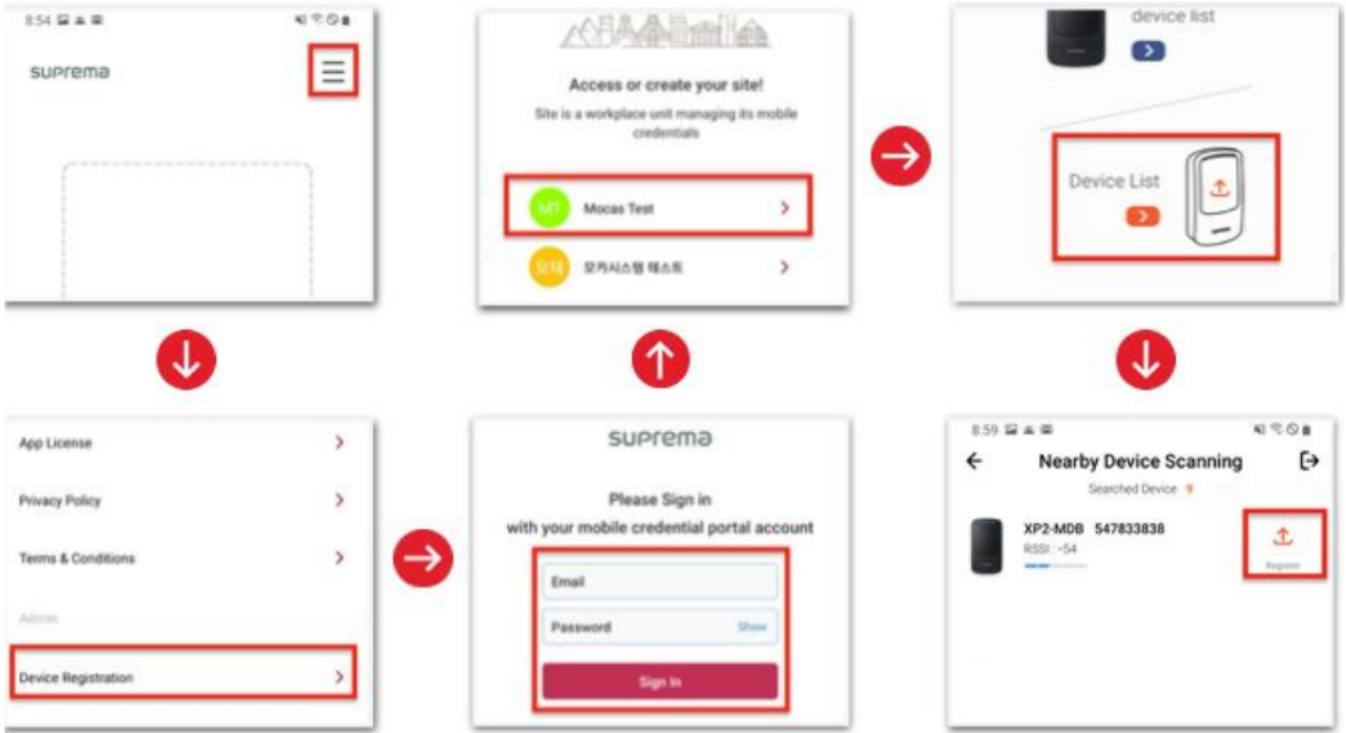 8:54
suprema
App License
Privacy Policy
Terms & Conditions
Admin
Device Registration
suprema
Please Sign in
with your mobile credential portal account
Email
Password Show
Sign In
Access or create your site!
Site is a workplace unit managing its mobile
credentials
MT Mocas Test
모카시스템 테스트
device list
Device List
8:59
Nearby Device Scanning
Searched Device 9
XP2-MDB 547833838
RSSI : -54
Register